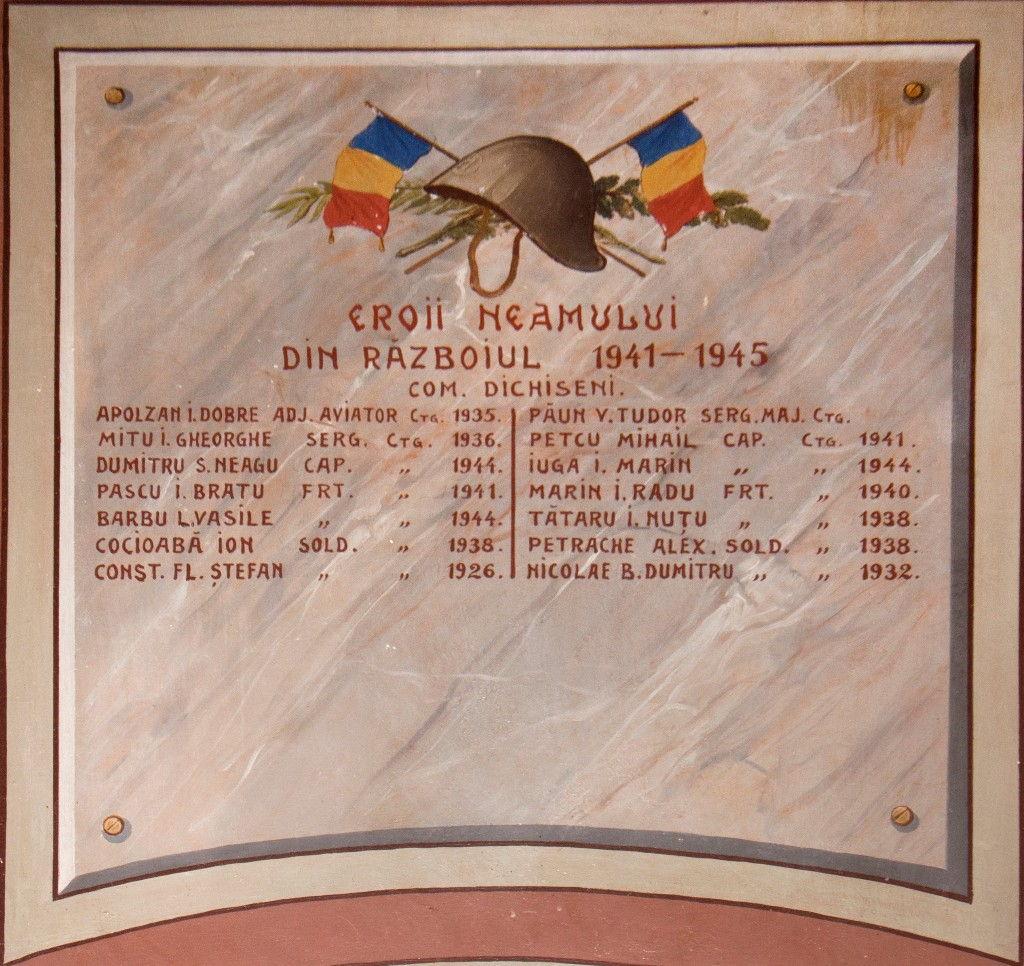 EROII NEAMULUI
DIN RĂZBOIUL 1941-1945
COM. DICHISENI.
APOLZAN I. DOBRE ADJ. AVIATOR CTG. 1935.
MITU I. GHEORGHE SERG. CTG. 1936.
DUMITRU S. NEAGU CAP. „ 1944.
PASCU I. BRATU FRT. „ 1941.
BARBU I. VASILE „ „ 1944.
COCIOABĂ ION SOLD. „ 1938.
CONST. FL. ȘTEFAN „ „ 1926.
PĂUN V. TUDOR SERG. MAJ. CTG.
PETCU MIHAIL CAP. CTG. 1941.
IUGA I. MARIN „ „ 1944.
MARIN I. RADU FRT. „ 1940.
TĂTARU I. NUȚU „ „ 1938.
PETRACHE ALEX. SOLD. „ 1938.
NICOLAE B. DUMITRU „ „ 1932.